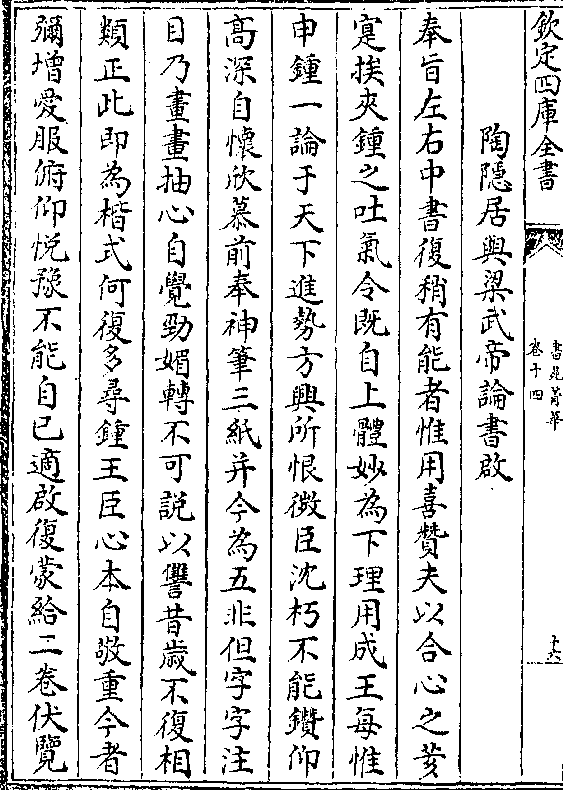 欽定四庫全書
書苑菁華
卷十四
十六
陶隱居與梁武帝論書啟
奉旨左右中書復稍有能者惟用喜贊夫以合心之荄
寔挨夾鍾之吐氣令既自上體妙為下理用成王每惟
申鍾一論于天下進勢方興所恨微臣沈朽不能鑽仰
高深自懷欣慕前奉神筆三紙并今為五非但字字注
目乃畫畫抽心自覺勁媚轉不可說以讐昔歲不復相
類正此即為楷式何復多尋鍾王臣心本自敬重今者
彌增愛服俯仰悅豫不能自已適啟復蒙給二卷伏覽